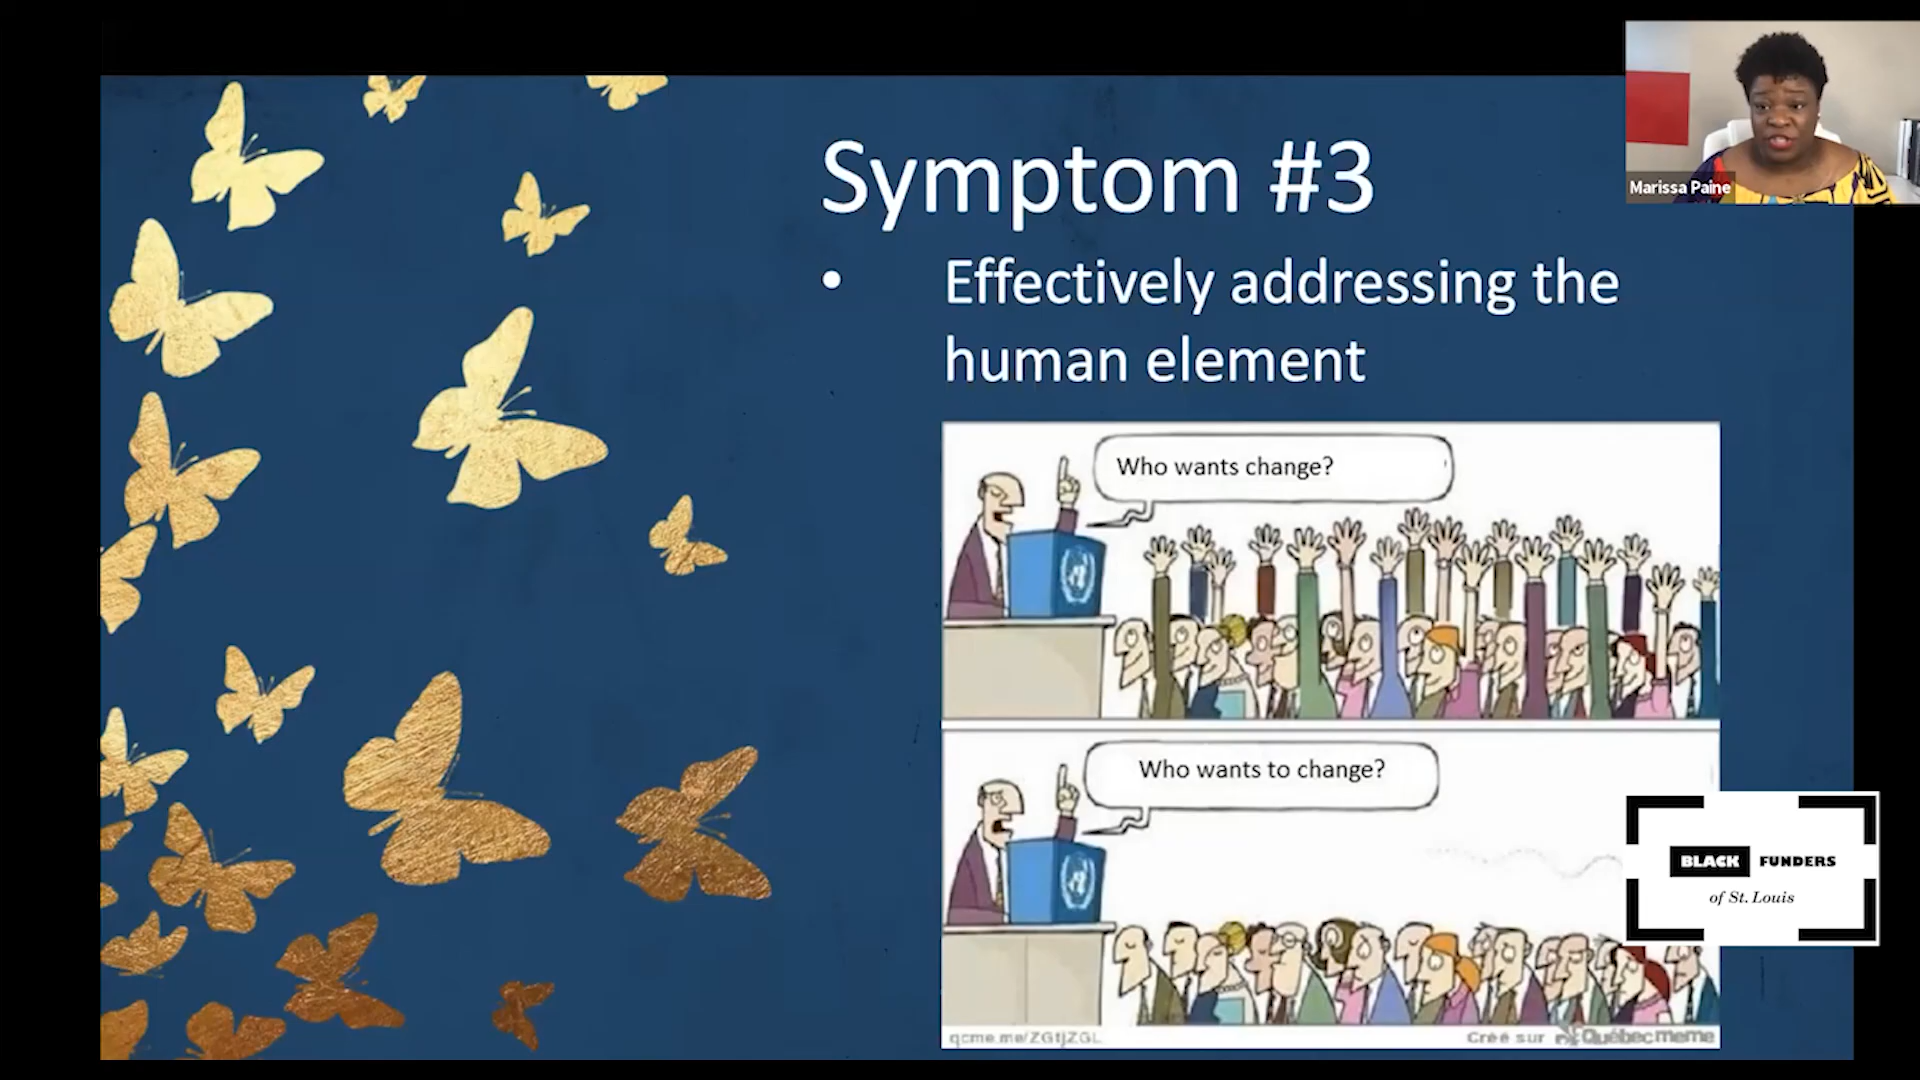 Symptom #3
• Effectively addressing the
human element
Who wants change?
Who wants to change?
qcme.me/ZGtjZGL
Créé sur Québecmeme
Marissa Paine
BLACK FUNDERS
of St. Louis